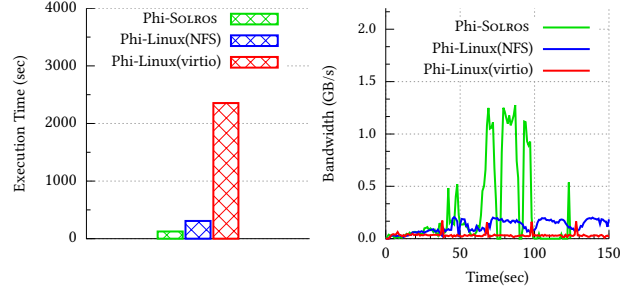 4000
3000
2000
1000
0
Execution Time (sec)
Phi-SOLROS
Phi-Linux(NFS)
Phi-Linux(virtio)
2.0
1.5
1.0
0.5
0.0
Bandwidth (GB/s)
Phi-SOLROS
Phi-Linux(NFS)
Phi-Linux(virtio)
0
50
100
150
Time(sec)